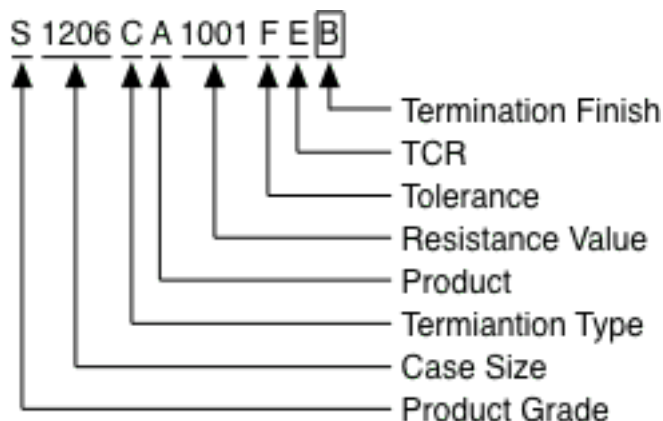 S 1206 C A 1001 F E B
Termination Finish
TCR
Tolerance
Resistance Value
Product
Termiantion Type
Case Size
Product Grade